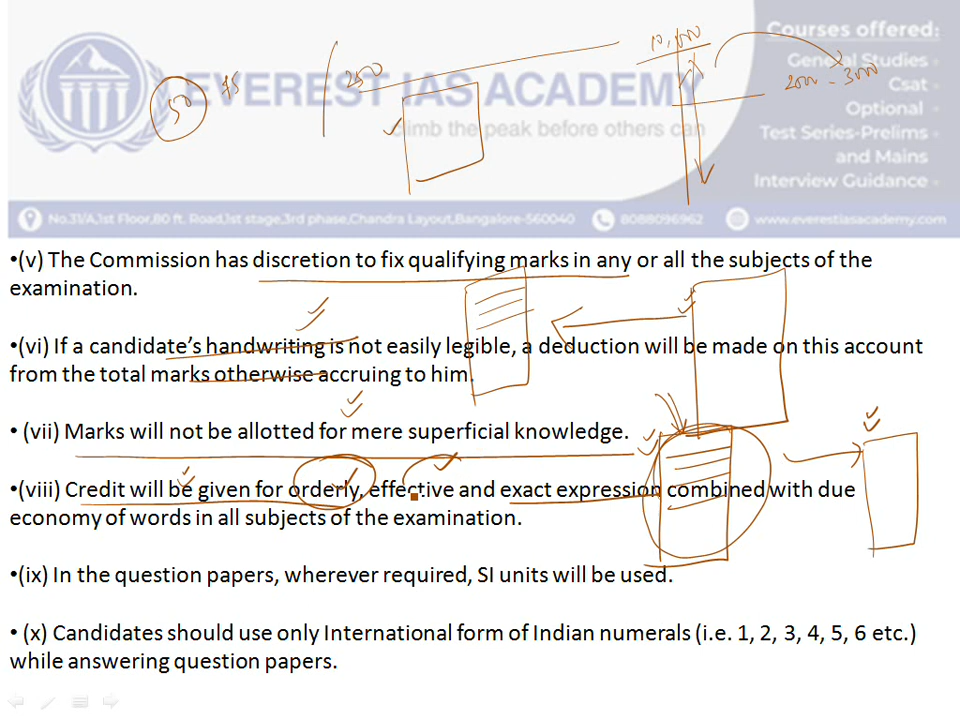 Courses offered:
General Studies
Csat
Optional
Test Series-Prelims
and Mains
Interview Guidance
EVEREST IAS ACADEMY
climb the peak before others can
50
75
250
10,000
2000 - 3000
No.31/A,1st Floor,80 ft. Road,1st stage,3rd phase,Chandra Layout,Bangalore-560040 8088096962 www.everestiasacademy.com
•(v) The Commission has discretion to fix qualifying marks in any or all the subjects of the
examination.
•(vi) If a candidate’s handwriting is not easily legible, a deduction will be made on this account
from the total marks otherwise accruing to him.
• (vii) Marks will not be allotted for mere superficial knowledge.
•(viii) Credit will be given for orderly, effective and exact expression combined with due
economy of words in all subjects of the examination.
•(ix) In the question papers, wherever required, SI units will be used.
• (x) Candidates should use only International form of Indian numerals (i.e. 1, 2, 3, 4, 5, 6 etc.)
while answering question papers.